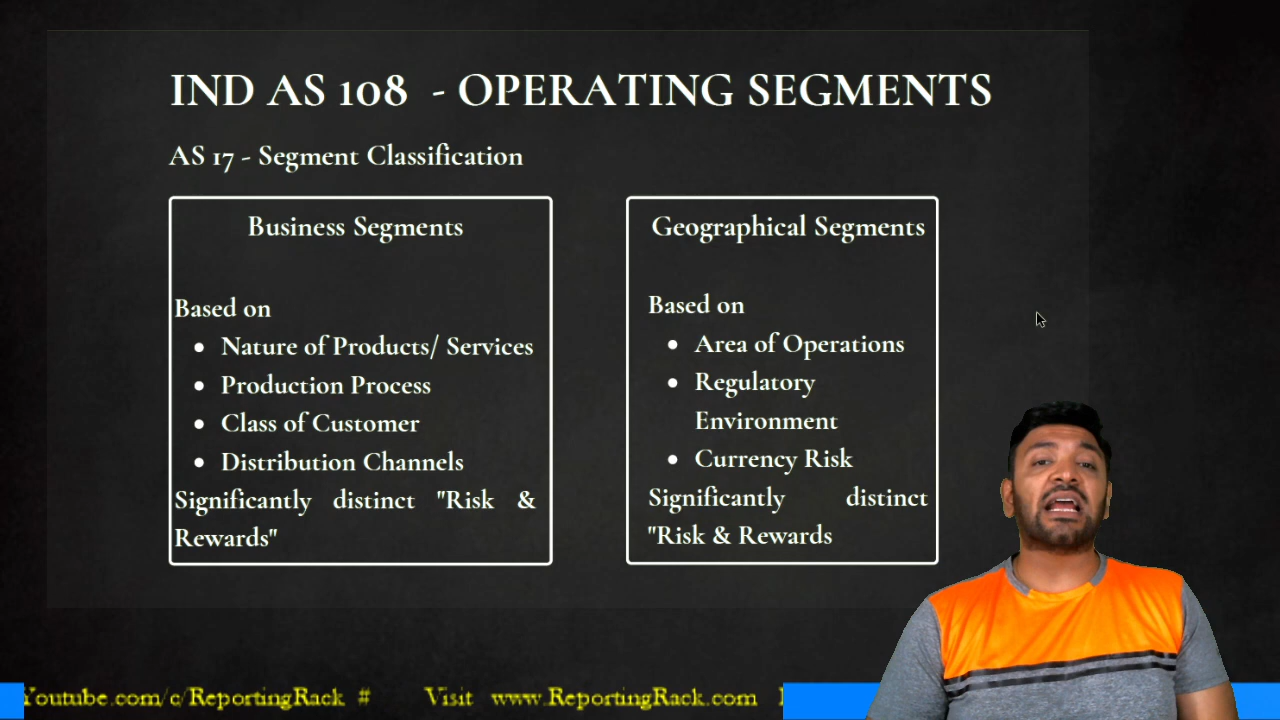 IND AS 108 - OPERATING SEGMENTS
AS 17 - Segment Classification
Business Segments
Based on
• Nature of Products/ Services
• Production Process
• Class of Customer
• Distribution Channels
Significantly distinct "Risk &
Rewards"
Geographical Segments
Based on
• Area of Operations
• Regulatory
Environment
• Currency Risk
Significantly distinct
"Risk & Rewards
Youtube.com/c/ReportingRack # Visit www.ReportingRack.com